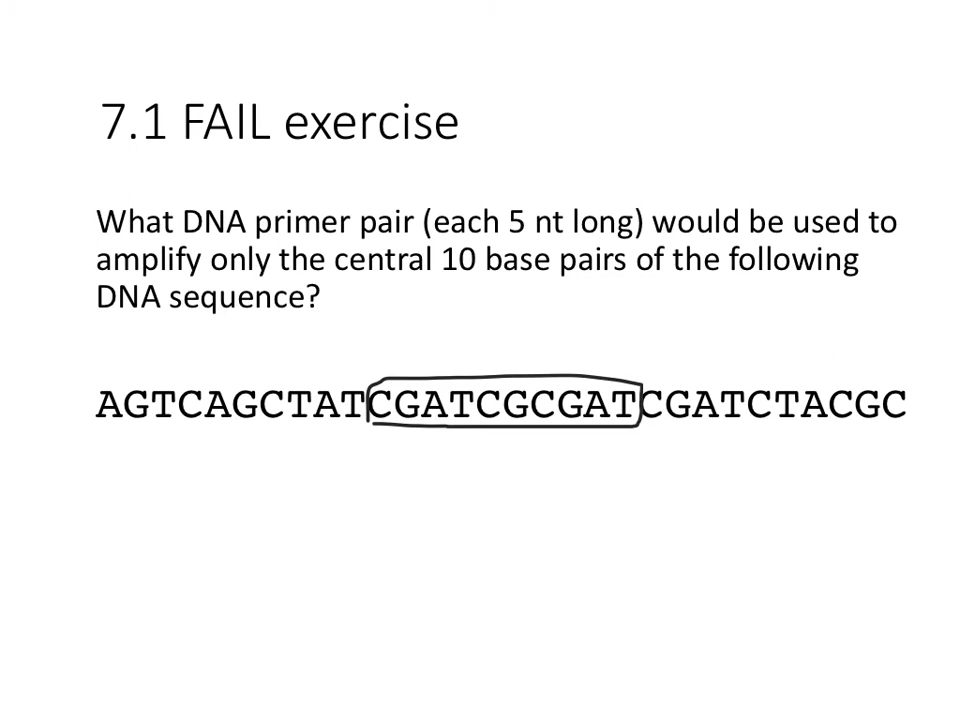 7.1 FAIL exercise
What DNA primer pair (each 5 nt long) would be used to
amplify only the central 10 base pairs of the following
DNA sequence?
AGTCAGCTATCGATCGCGATCGATCTACGC